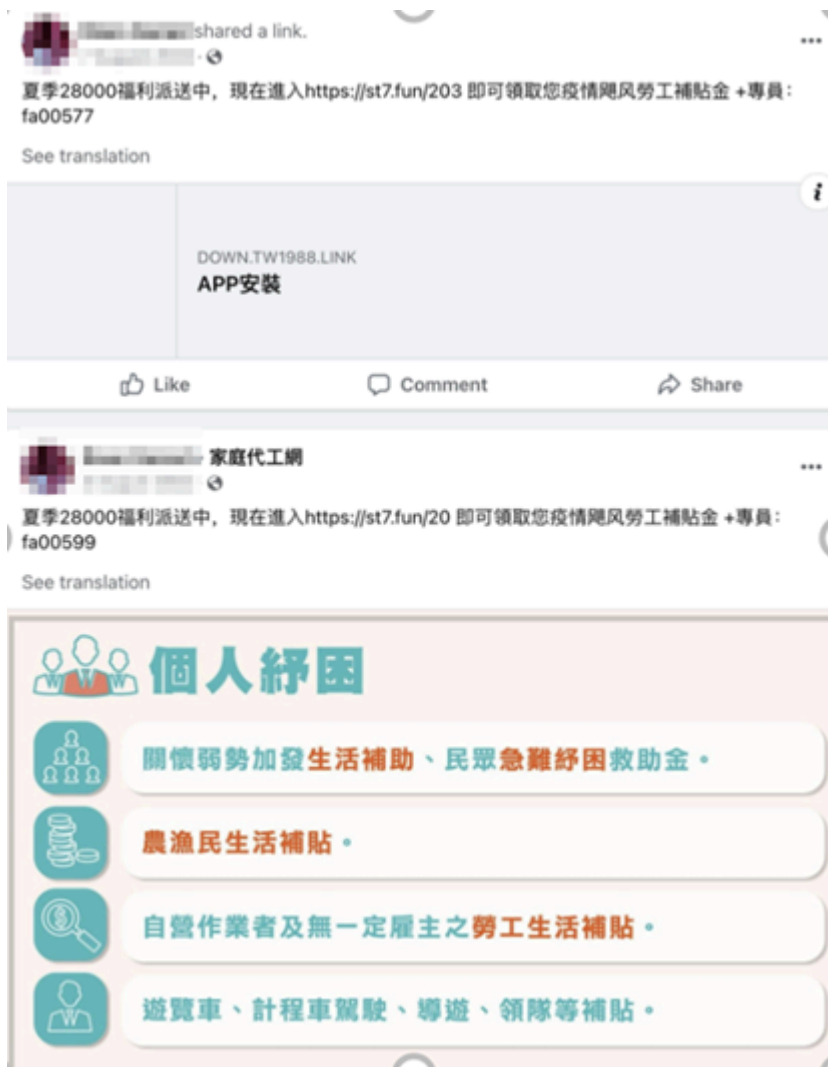 shared a link.
夏季28000福利派送中，現在進入https://st7.fun/203 即可領取您疫情飓风勞工補貼金 +專員：
fa00577
See translation
DOWN.TW1988.LINK
APP安裝
Like
Comment
Share
家庭代工網
夏季28000福利派送中，現在進入https://st7.fun/20 即可領取您疫情飓风勞工補貼金 +專員：
fa00599
See translation
個人紓困
關懷弱勢加發生活補助、民眾急難紓困救助金。
農漁民生活補貼。
自營作業者及無一定雇主之勞工生活補貼。
遊覽車、計程車駕駛、導遊、領隊等補貼。